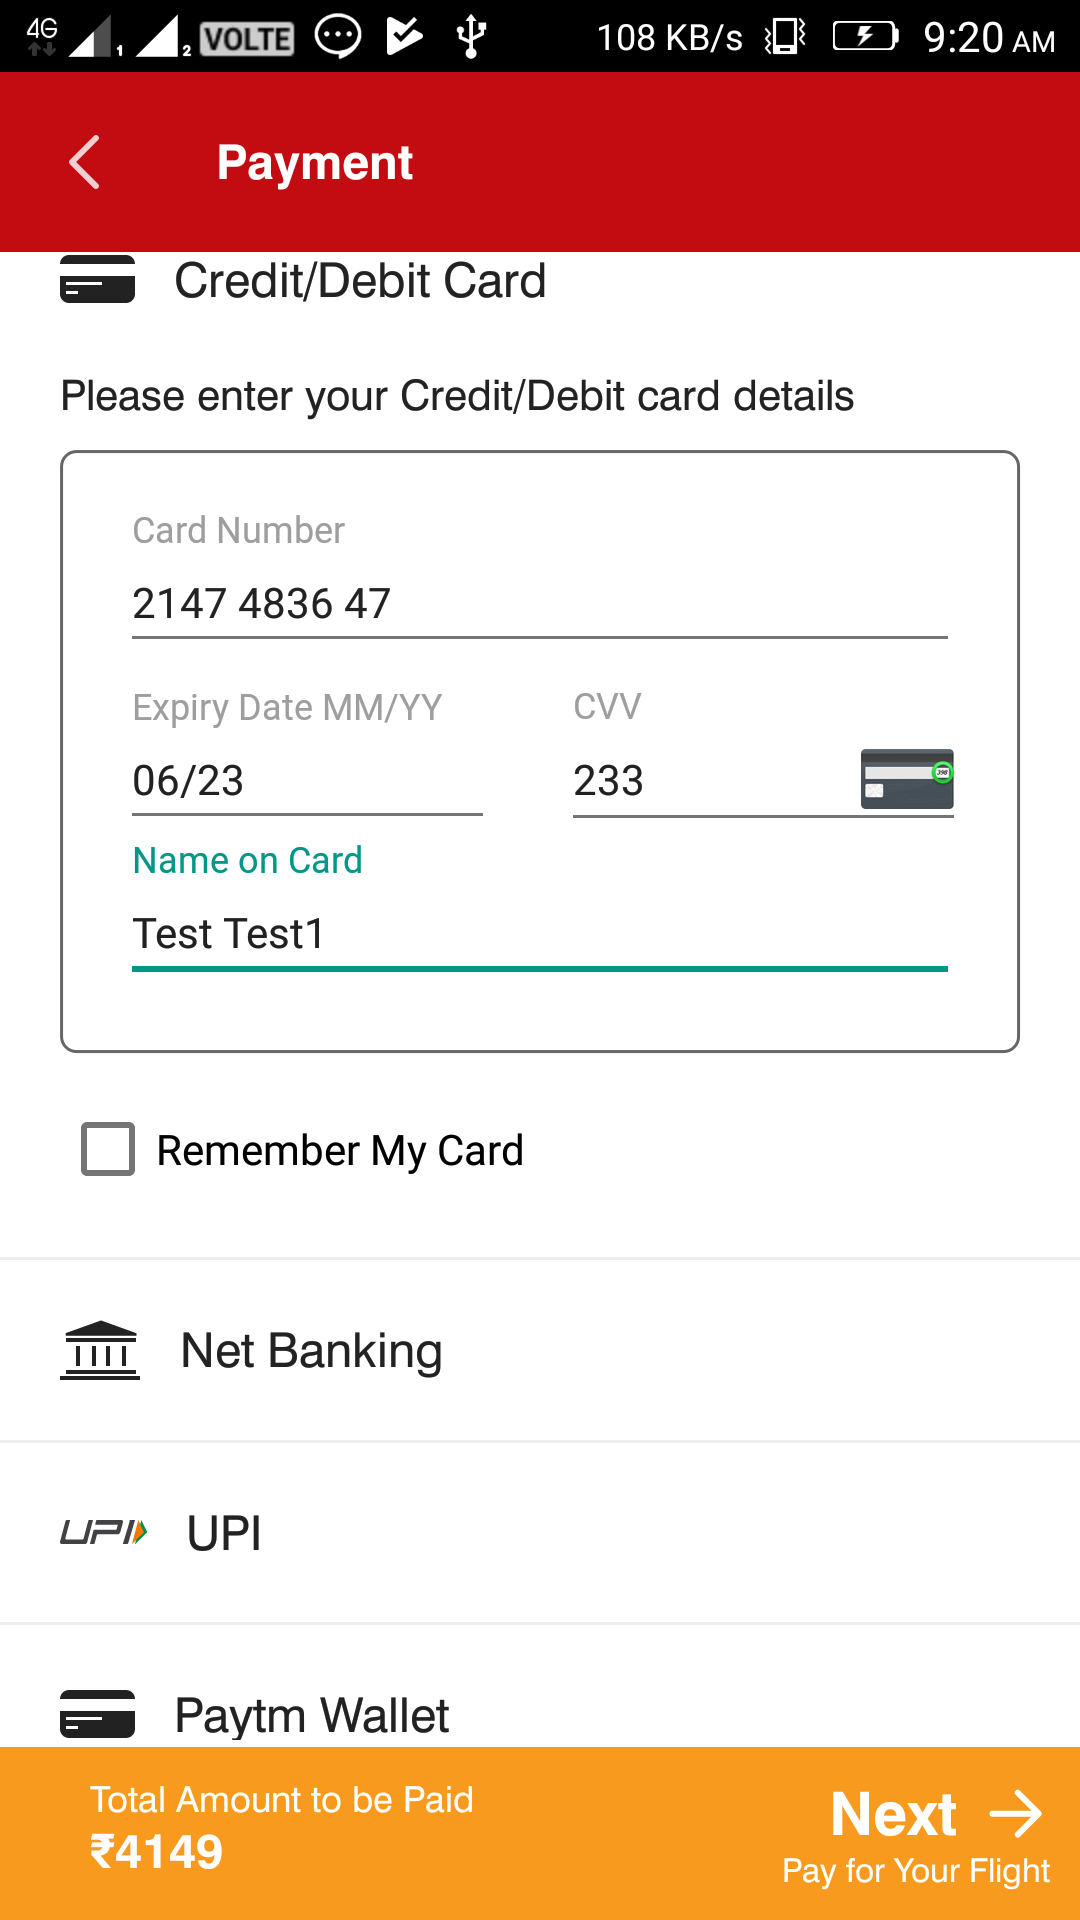 4G 1 2 VOLTE 108 KB/s 9:20 AM
Payment
Credit/Debit Card
Please enter your Credit/Debit card details
Card Number
2147 4836 47
Expiry Date MM/YY CVV
06/23 233 398
Name on Card
Test Test1
Remember My Card
Net Banking
UPI UPI
Paytm Wallet
Total Amount to be Paid
₹4149
Next
Pay for Your Flight